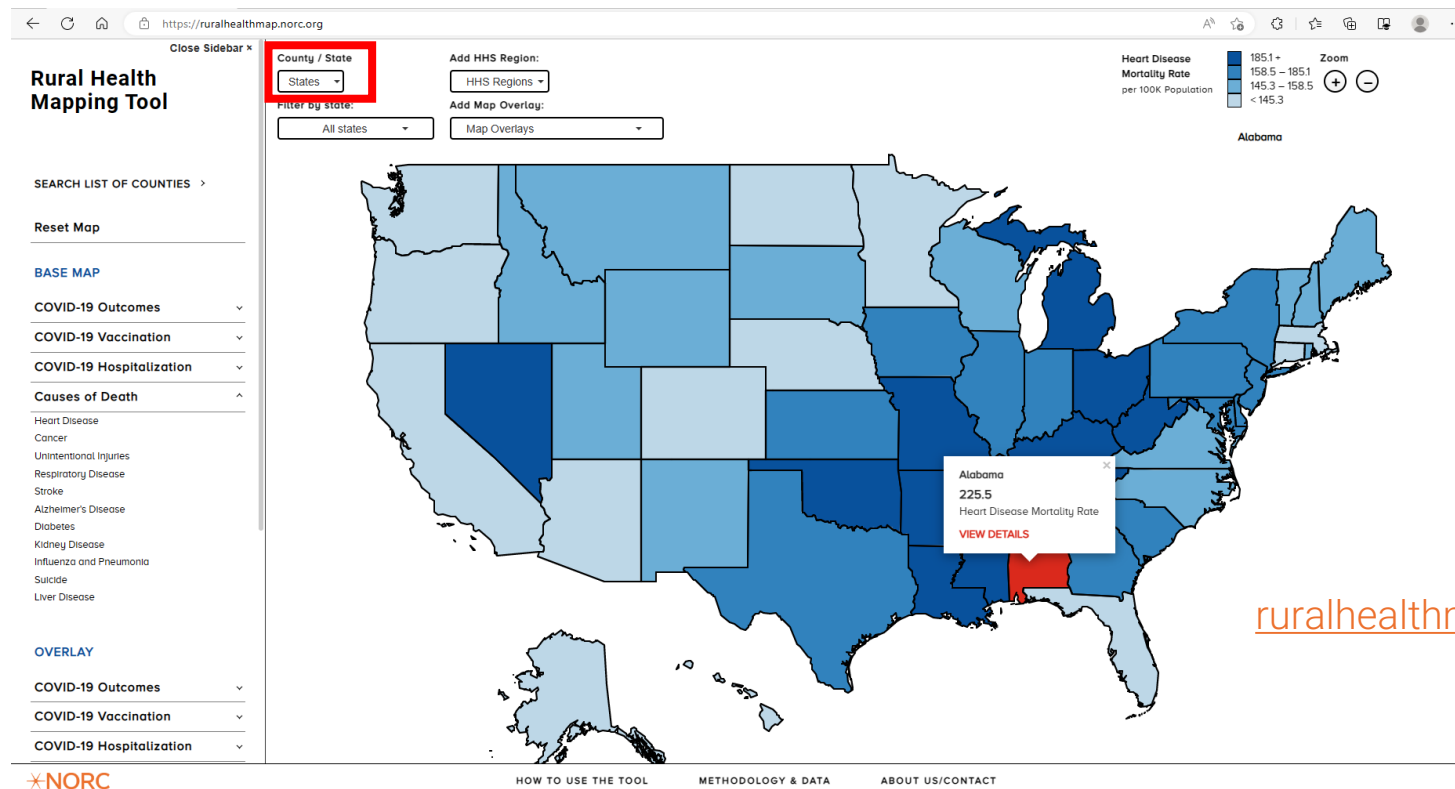 https://ruralhealthmap.norc.org
Close Sidebar ×
Rural Health
Mapping Tool
SEARCH LIST OF COUNTIES >
Reset Map
BASE MAP
COVID-19 Outcomes
COVID-19 Vaccination
COVID-19 Hospitalization
Causes of Death
Heart Disease
Cancer
Unintentional Injuries
Respiratory Disease
Stroke
Alzheimer's Disease
Diabetes
Kidney Disease
Influenza and Pneumonia
Suicide
Liver Disease
OVERLAY
COVID-19 Outcomes
COVID-19 Vaccination
COVID-19 Hospitalization
County / State
States
Filter by state:
All states
Add HHS Region:
HHS Regions
Add Map Overlay:
Map Overlays
Heart Disease
Mortality Rate
per 100K Population
185.1 +
158.5 – 185.1
145.3 – 158.5
< 145.3
Zoom
Alabama
Alabama
225.5
Heart Disease Mortality Rate
VIEW DETAILS
ruralhealthr
NORC
HOW TO USE THE TOOL
METHODOLOGY & DATA
ABOUT US/CONTACT